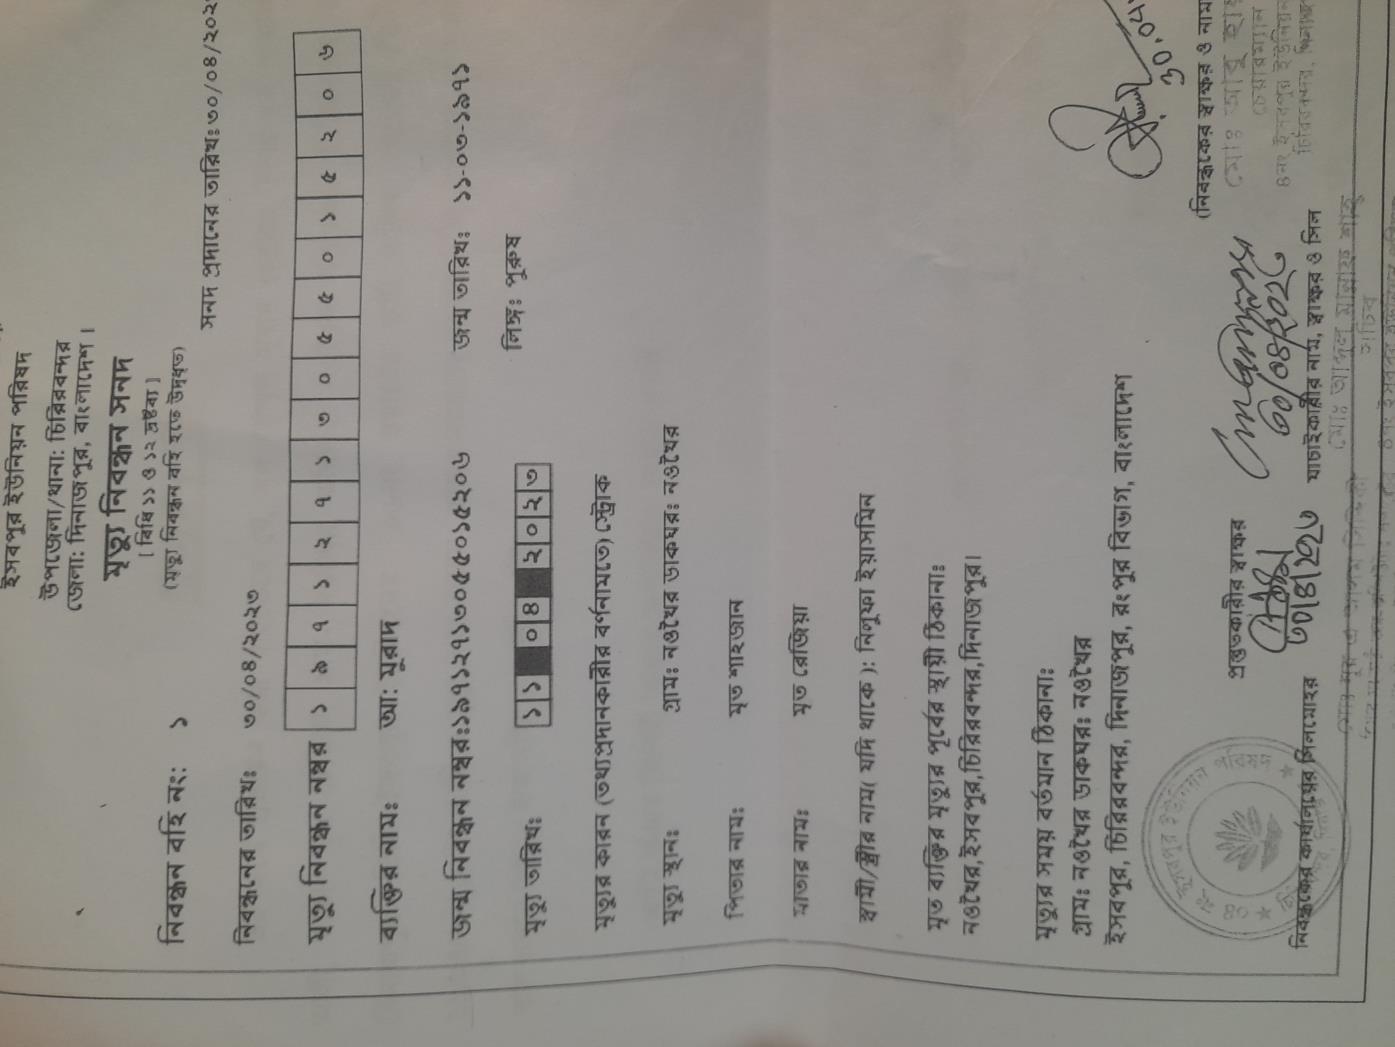 ইসবপুর ইউনিয়ন পরিষদ
উপজেলা/থানা: চিরিরবন্দর
জেলা: দিনাজপুর, বাংলাদেশ।
মৃত্যু নিবন্ধন সনদ
[ বিধি ১১ ও ১২ দ্রষ্টব্য ]
(মৃত্যু নিবন্ধন বহি হতে উদ্ধৃত)
নিবন্ধন বহি নং: ১
সনদ প্রদানের তারিখ: ৩০/০৪/২০২
নিবন্ধনের তারিখঃ ৩০/০৪/২০২৩
মৃত্যু নিবন্ধন নম্বর ১ ৯ ৭ ১ ২ ৭ ১ ৩ ০ ৫ ৫ ০ ১ ৫ ২ ০ ৬
ব্যক্তির নামঃ আ: মুরাদ
জন্ম নিবন্ধন নম্বর:১৯৭১২৭১৩০৫৫০১৫২০৬ জন্ম তারিখঃ ১১-০৩-১৯৭১
মৃত্যু তারিখঃ ১১ ০৪ ২০২৩ লিঙ্গঃ পুরুষ
মৃত্যুর কারন (তথ্যপ্রদানকারীর বর্ণনামতে) স্ট্রোক
মৃত্যু স্থানঃ গ্রামঃ নওখৈর ডাকঘরঃ নওখৈর
পিতার নামঃ মৃত শাহজান
মাতার নামঃ মৃত রেজিয়া
স্বামী/স্ত্রীর নাম( যদি থাকে ): নিলুফা ইয়াসমিন
মৃত ব্যক্তির মৃত্যুর পূর্বের স্থায়ী ঠিকানাঃ
নওখৈর,ইসবপুর,চিরিরবন্দর,দিনাজপুর।
মৃত্যুর সময় বর্তমান ঠিকানাঃ
গ্রামঃ নওখৈর ডাকঘরঃ নওখৈর
ইসবপুর, চিরিরবন্দর, দিনাজপুর, রংপুর বিভাগ, বাংলাদেশ
৩০.০৪
(নিবন্ধকের স্বাক্ষর ও নাম
মোঃ আবু হা
চেয়ারম্যান
৪নং ইসবপুর ইউনিয়ন
চিরিরবন্দর, দিনাজপু
প্রস্তুতকারীর স্বাক্ষর
৩০/০৪/২০২৩
যাচাইকারীর নাম, স্বাক্ষর ও সিল
সচিব
নিবন্ধকের কার্যালয়ের সিলমোহর
ইসবপুর ইউনিয়ন পরিষদ